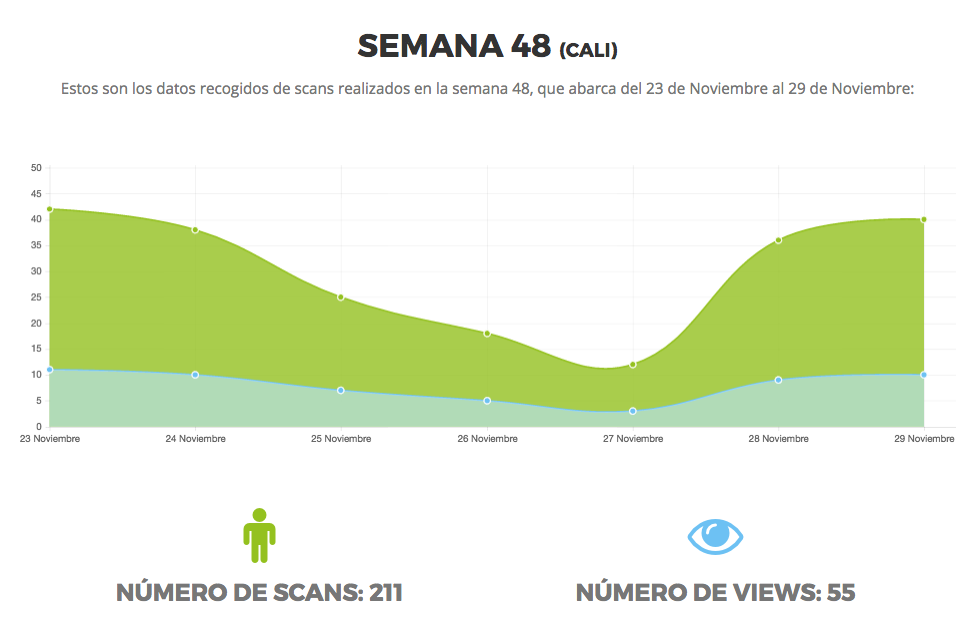 SEMANA 48 (CALI)
Estos son los datos recogidos de scans realizados en la semana 48, que abarca del 23 de Noviembre al 29 de Noviembre:
50
45
40
35
30
25
20
15
10
5
0
23 Noviembre 24 Noviembre 25 Noviembre 26 Noviembre 27 Noviembre 28 Noviembre 29 Noviembre
NÚMERO DE SCANS: 211 NÚMERO DE VIEWS: 55